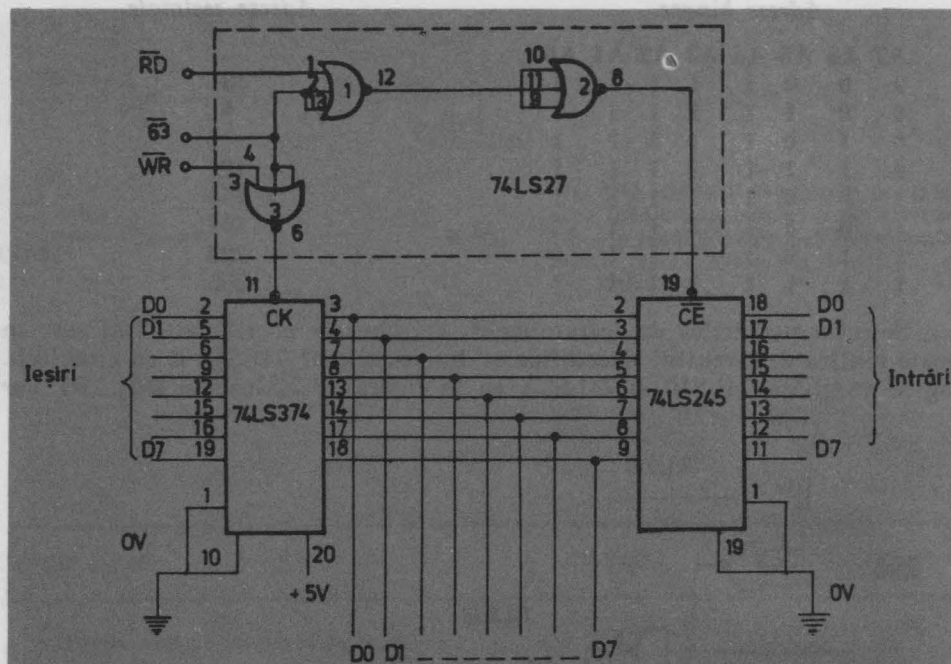 RD 1 12 10 8
13 1 11 2
63 9
4
WR 3 74LS27
3
6
11 19
D0 2 CK 3 2 CE 18 D0
D1 5 4 3 17 D1
6 7 4 16
Ieșiri 9 8 5 15 Intrări
12 13 6 14
74LS374 74LS245
15 14 7 13
16 17 8 12
D7 19 18 9 11 D7
1 1
0V 10 20 19 0V
+5V
D0 D1 D7